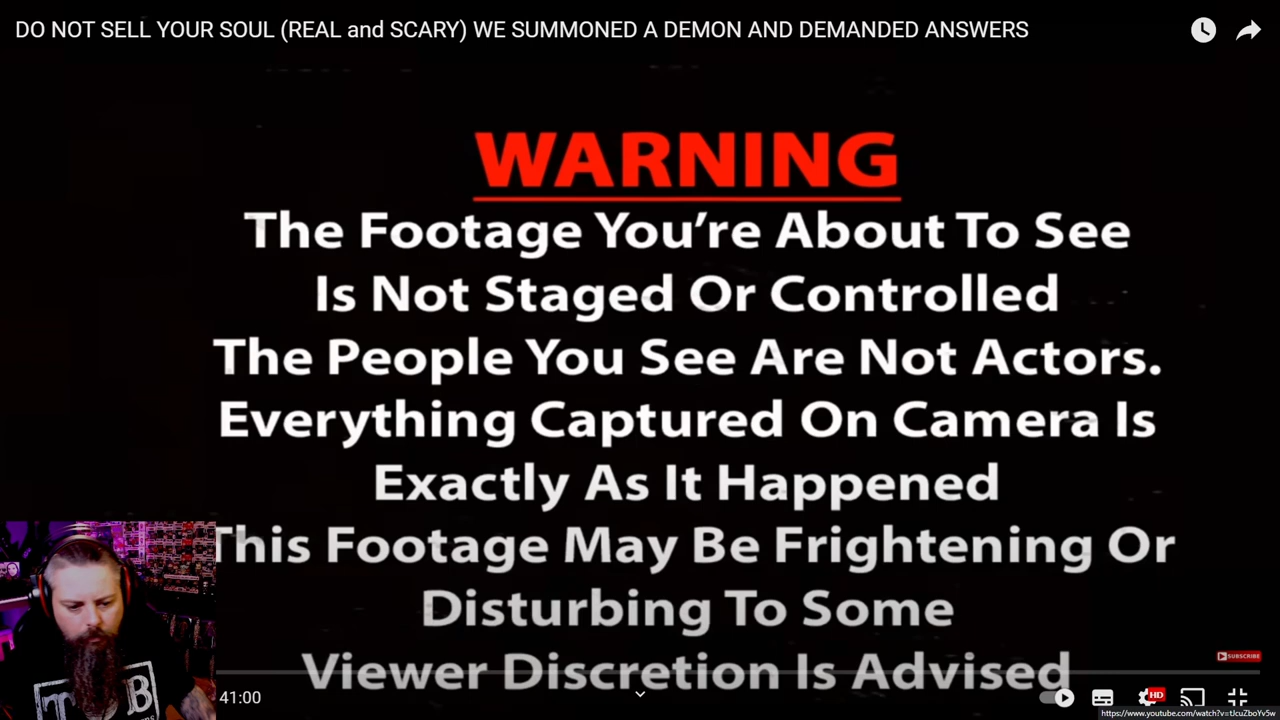 DO NOT SELL YOUR SOUL (REAL and SCARY) WE SUMMONED A DEMON AND DEMANDED ANSWERS
WARNING
The Footage You're About To See
Is Not Staged Or Controlled
The People You See Are Not Actors.
Everything Captured On Camera Is
Exactly As It Happened
This Footage May Be Frightening Or
Disturbing To Some
Viewer Discretion Is Advised
SUBSCRIBE
41:00
HD